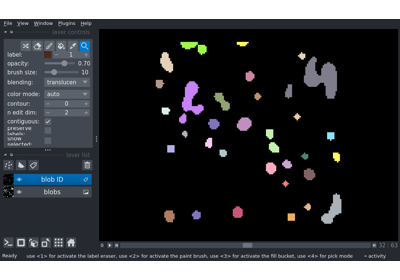 File View Window Plugins Help
layer controls
label: 1
opacity: 0.70
brush size: 10
blending: translucen
color mode: auto
contour: 0
n edit dim: 2
contiguous:
preserve
labels:
show
selected:
layer list
blob ID
blobs
0 32 63
Ready use <1> for activate the label eraser, use <2> for activate the paint brush, use <3> for activate the fill bucket, use <4> for pick mode activity